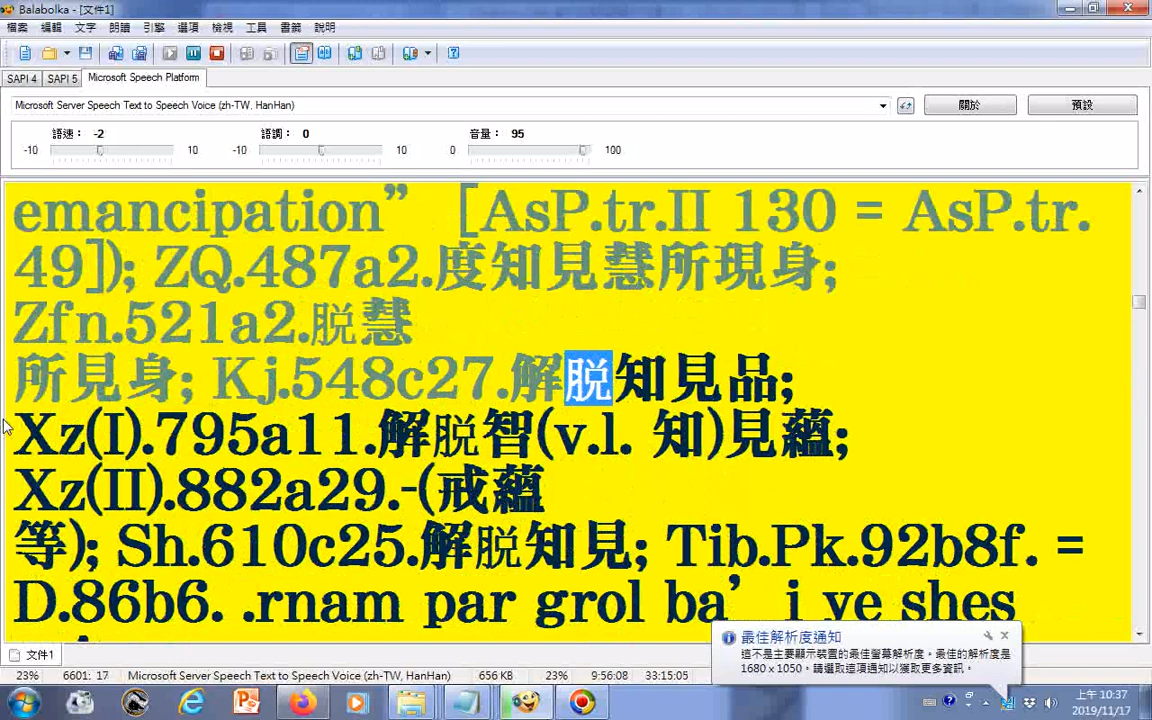 Balabolka - [文件1]
檔案 編輯 文字 朗讀 引擎 選項 檢視 工具 書籤 說明
SAPI 4 SAPI 5 Microsoft Speech Platform
Microsoft Server Speech Text to Speech Voice (zh-TW, HanHan) 關於 預設
語速： -2 語調： 0 音量： 95
-10 10 -10 10 0 100
emancipation” [AsP.tr.II 130 = AsP.tr.
49]); ZQ.487a2.度知見慧所現身;
Zfn.521a2.脱慧
所見身; Kj.548c27.解脱知見品;
Xz(I).795a11.解脱智(v.l. 知)見蘊;
Xz(II).882a29.-(戒蘊
等); Sh.610c25.解脱知見; Tib.Pk.92b8f. =
D.86b6. .rnam par grol ba’i ye shes
最佳解析度通知
這不是主要顯示裝置的最佳螢幕解析度。最佳的解析度是
1680 x 1050。請選取這項通知以獲取更多資訊。
文件1
23% 6601: 17 Microsoft Server Speech Text to Speech Voice (zh-TW, HanHan) 656 KB 23% 9:56:08 33:15:05
上午 10:37
2019/11/17